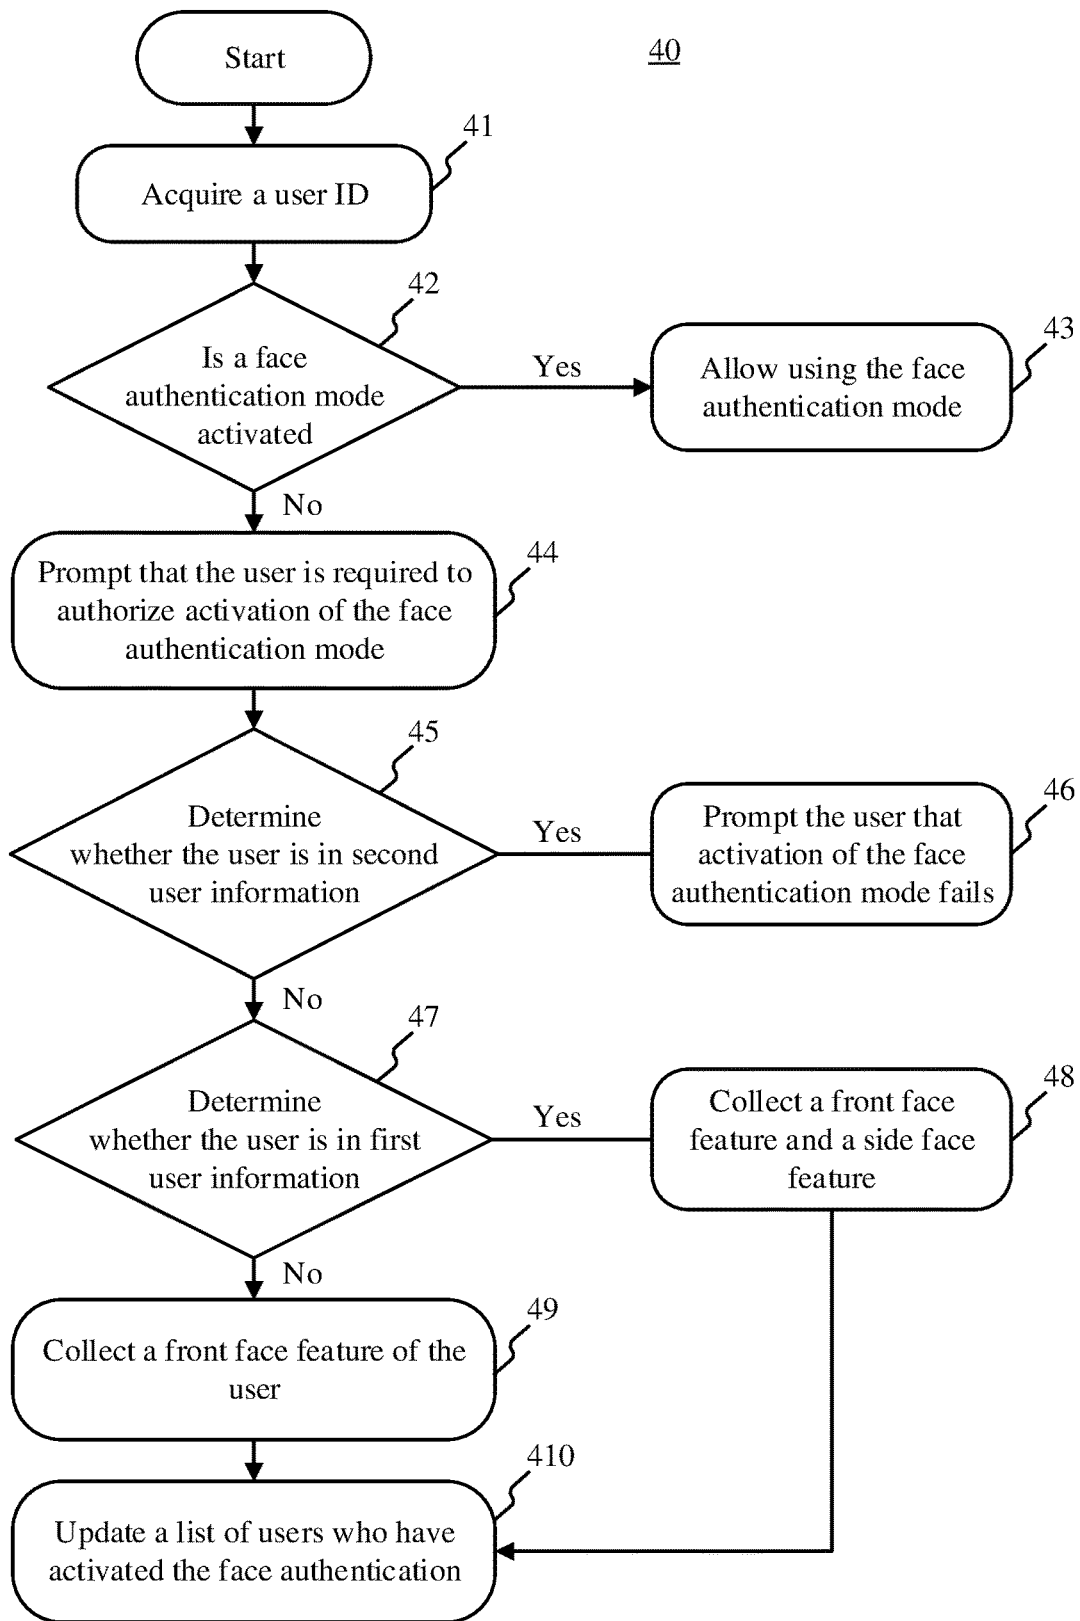 Start
40
41
Acquire a user ID
42
Is a face
authentication mode
activated
Yes
43
Allow using the face
authentication mode
No
44
Prompt that the user is required to
authorize activation of the face
authentication mode
45
Determine
whether the user is in second
user information
Yes
46
Prompt the user that
activation of the face
authentication mode fails
No
47
Determine
whether the user is in first
user information
Yes
48
Collect a front face
feature and a side face
feature
No
49
Collect a front face feature of the
user
410
Update a list of users who have
activated the face authentication